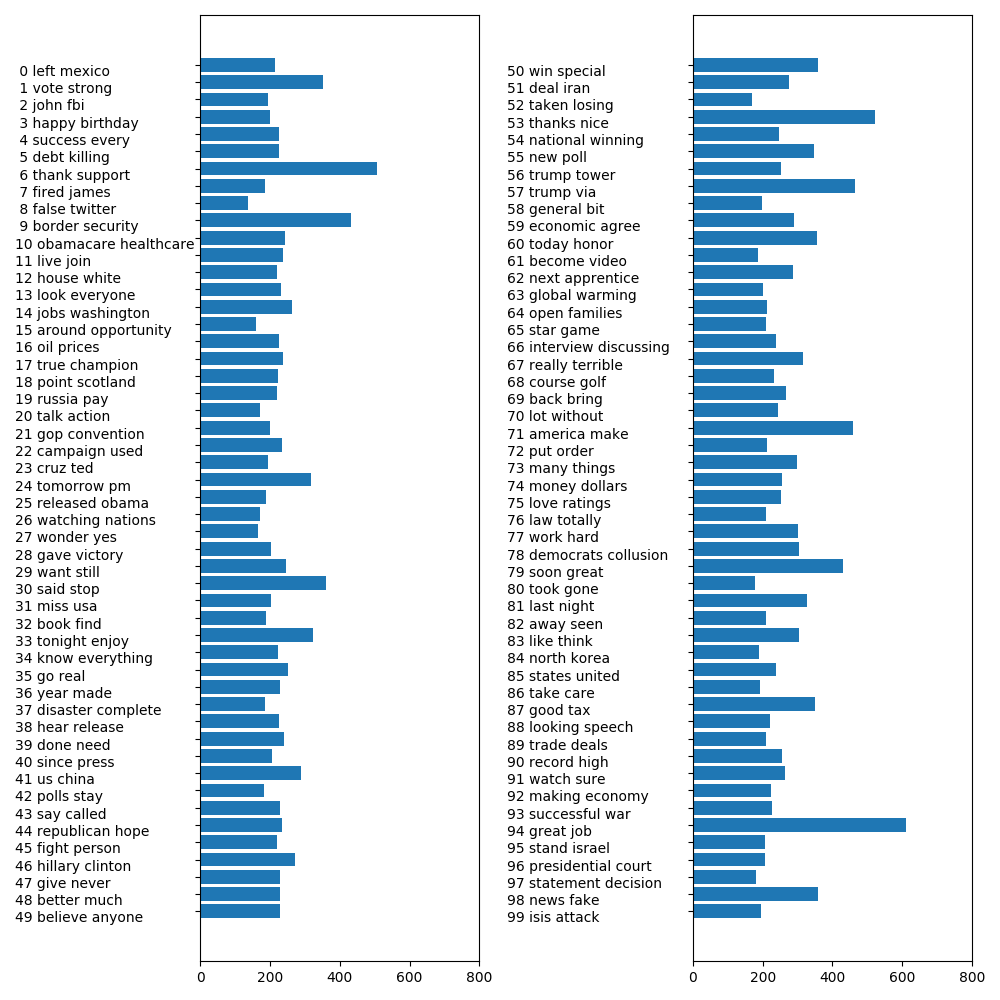 0 left mexico
1 vote strong
2 john fbi
3 happy birthday
4 success every
5 debt killing
6 thank support
7 fired james
8 false twitter
9 border security
10 obamacare healthcare
11 live join
12 house white
13 look everyone
14 jobs washington
15 around opportunity
16 oil prices
17 true champion
18 point scotland
19 russia pay
20 talk action
21 gop convention
22 campaign used
23 cruz ted
24 tomorrow pm
25 released obama
26 watching nations
27 wonder yes
28 gave victory
29 want still
30 said stop
31 miss usa
32 book find
33 tonight enjoy
34 know everything
35 go real
36 year made
37 disaster complete
38 hear release
39 done need
40 since press
41 us china
42 polls stay
43 say called
44 republican hope
45 fight person
46 hillary clinton
47 give never
48 better much
49 believe anyone
0 200 400 600 800
50 win special
51 deal iran
52 taken losing
53 thanks nice
54 national winning
55 new poll
56 trump tower
57 trump via
58 general bit
59 economic agree
60 today honor
61 become video
62 next apprentice
63 global warming
64 open families
65 star game
66 interview discussing
67 really terrible
68 course golf
69 back bring
70 lot without
71 america make
72 put order
73 many things
74 money dollars
75 love ratings
76 law totally
77 work hard
78 democrats collusion
79 soon great
80 took gone
81 last night
82 away seen
83 like think
84 north korea
85 states united
86 take care
87 good tax
88 looking speech
89 trade deals
90 record high
91 watch sure
92 making economy
93 successful war
94 great job
95 stand israel
96 presidential court
97 statement decision
98 news fake
99 isis attack
0 200 400 600 800